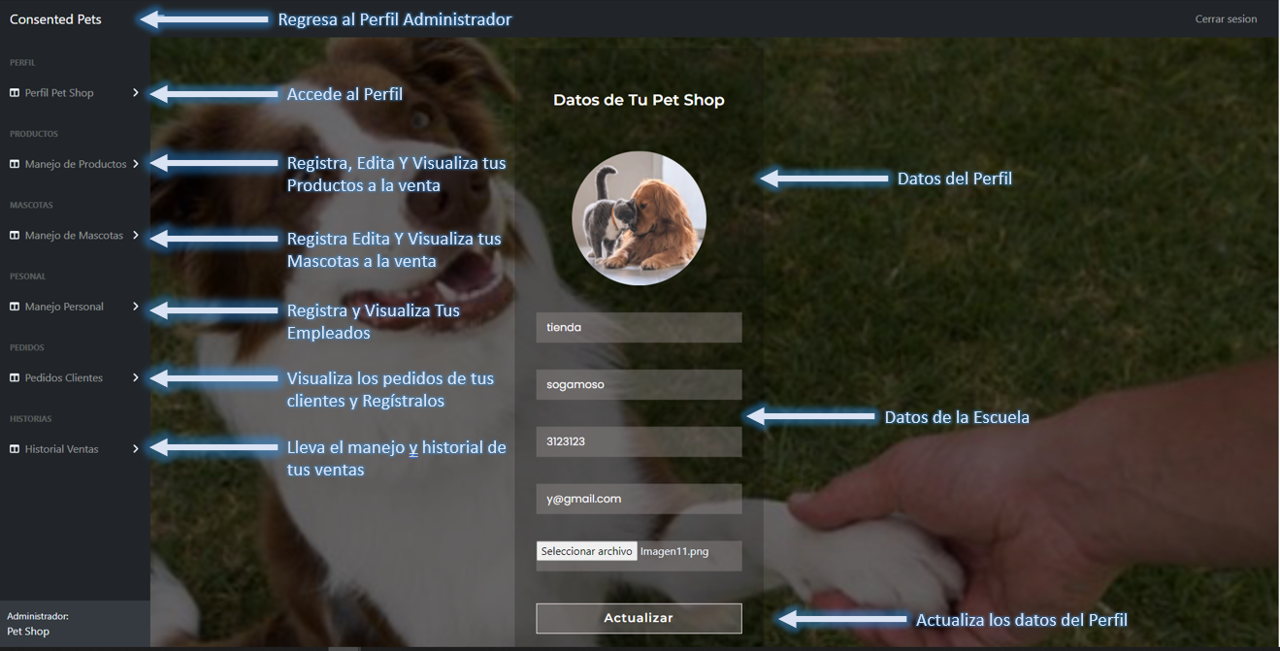 Consented Pets
Regresa al Perfil Administrador
Cerrar sesion
PERFIL
Perfil Pet Shop
Accede al Perfil
PRODUCTOS
Manejo de Productos
Registra, Edita Y Visualiza tus
Productos a la venta
MASCOTAS
Manejo de Mascotas
Registra Edita Y Visualiza tus
Mascotas a la venta
PESONAL
Manejo Personal
Registra y Visualiza Tus
Empleados
PEDIDOS
Pedidos Clientes
Visualiza los pedidos de tus
clientes y Regístralos
HISTORIAS
Historial Ventas
Lleva el manejo y historial de
tus ventas
Administrador:
Pet Shop
Datos de Tu Pet Shop
Datos del Perfil
tienda
sogamoso
Datos de la Escuela
3123123
y@gmail.com
Seleccionar archivo Imagen11.png
Actualizar
Actualiza los datos del Perfil